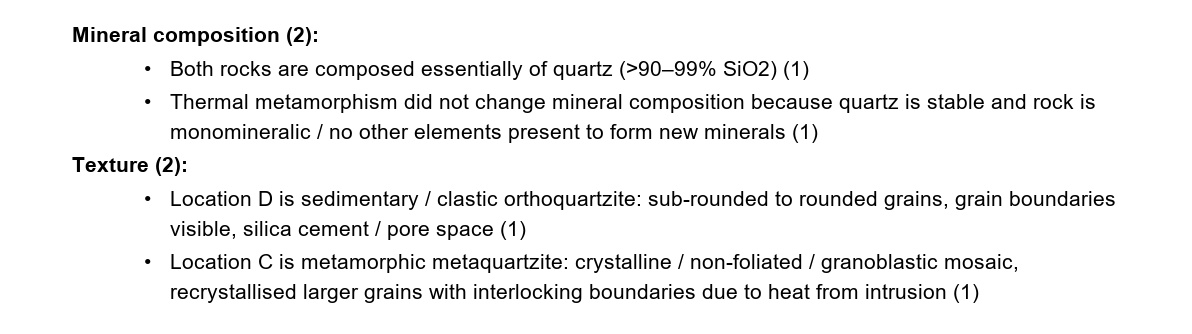 Mineral composition (2):
• Both rocks are composed essentially of quartz (>90–99% SiO2) (1)
• Thermal metamorphism did not change mineral composition because quartz is stable and rock is
monomineralic / no other elements present to form new minerals (1)
Texture (2):
• Location D is sedimentary / clastic orthoquartzite: sub-rounded to rounded grains, grain boundaries
visible, silica cement / pore space (1)
• Location C is metamorphic metaquartzite: crystalline / non-foliated / granoblastic mosaic,
recrystallised larger grains with interlocking boundaries due to heat from intrusion (1)